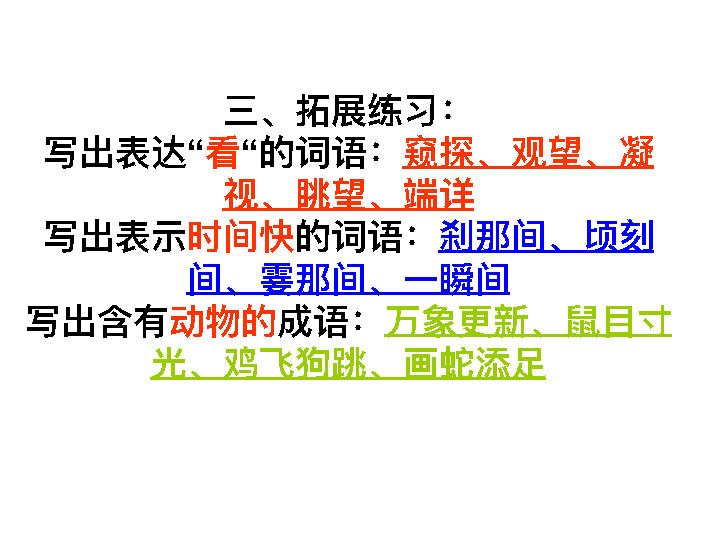 三、拓展练习：
写出表达“看“的词语：窥探、观望、凝
视、眺望、端详
写出表示时间快的词语：刹那间、顷刻
间、霎那间、一瞬间
写出含有动物的成语：万象更新、鼠目寸
光、鸡飞狗跳、画蛇添足